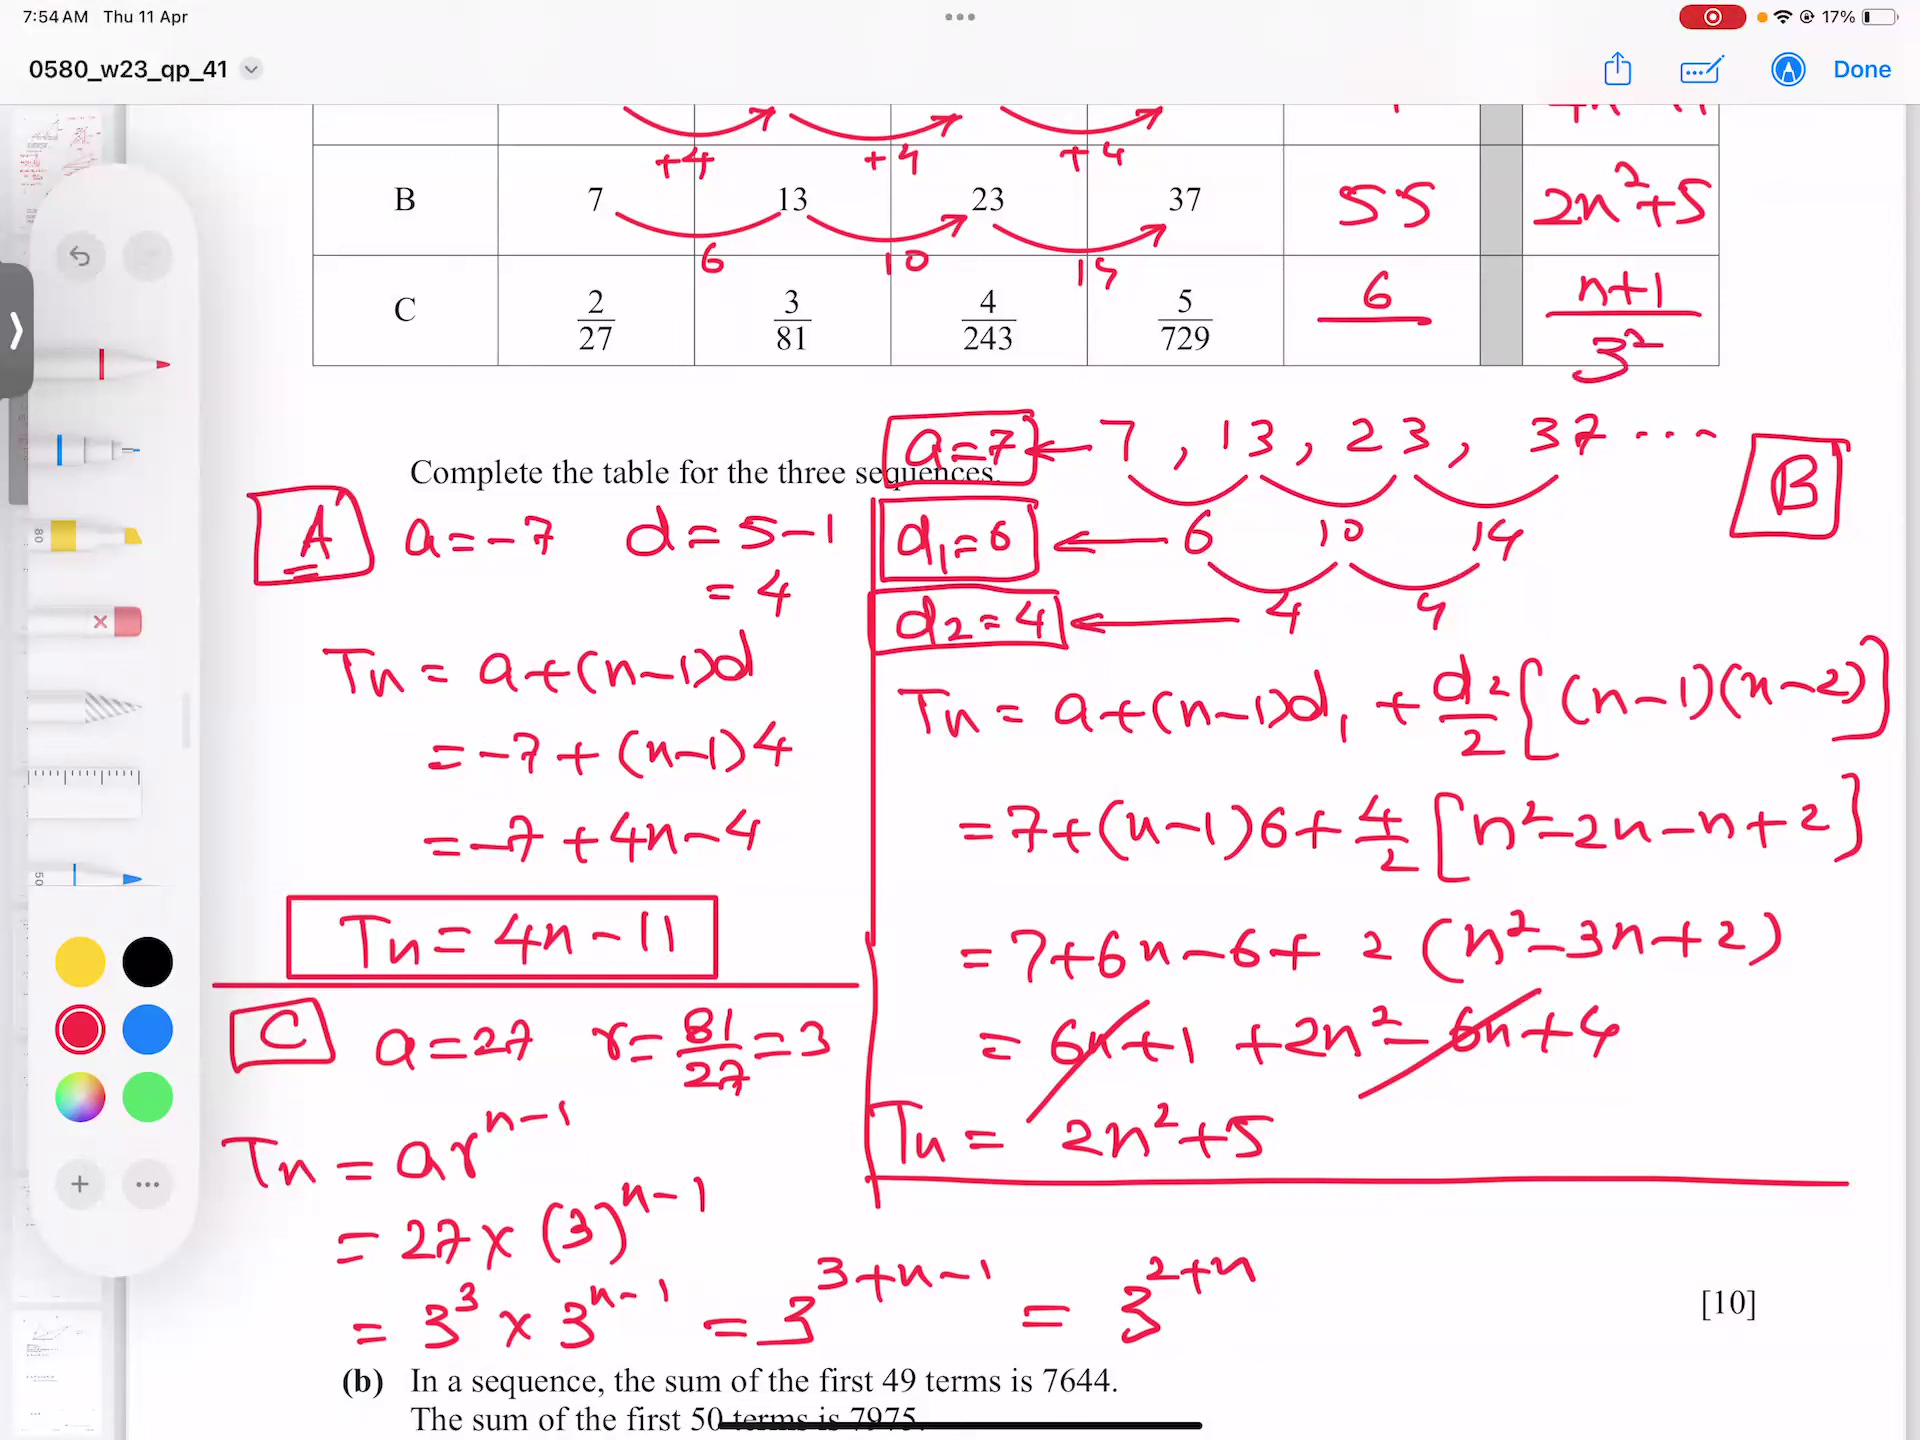 7:54 AM Thu 11 Apr
17%
0580_w23_qp_41
Done
+4 +4 +4
B 7 13 23 37 55 2n²+5
6 10 14
C 2/27 3/81 4/243 5/729 6/ (n+1)/3²
Complete the table for the three sequences.
A a=-7 d=5-1
=4
Tn = a+(n-1)d
=-7+(n-1)4
=-7+4n-4
Tn=4n-11
a=7 ← 7, 13, 23, 37 ...
B
d₁=6 ← 6 10 14
d₂=4 ← 4 4
Tn = a+(n-1)d₁ + d₂/2 [(n-1)(n-2)]
=7+(n-1)6+4/2 [n²-2n-n+2]
=7+6n-6+2(n²-3n+2)
=6n+1+2n²-6n+4
Tn = 2n²+5
C a=27 r=81/27=3
Tn = ar^(n-1)
= 27×(3)^(n-1)
= 3³×3^(n-1) = 3^(3+n-1) = 3^(2+n)
[10]
(b) In a sequence, the sum of the first 49 terms is 7644.
The sum of the first 50 terms is 7975.
80
50